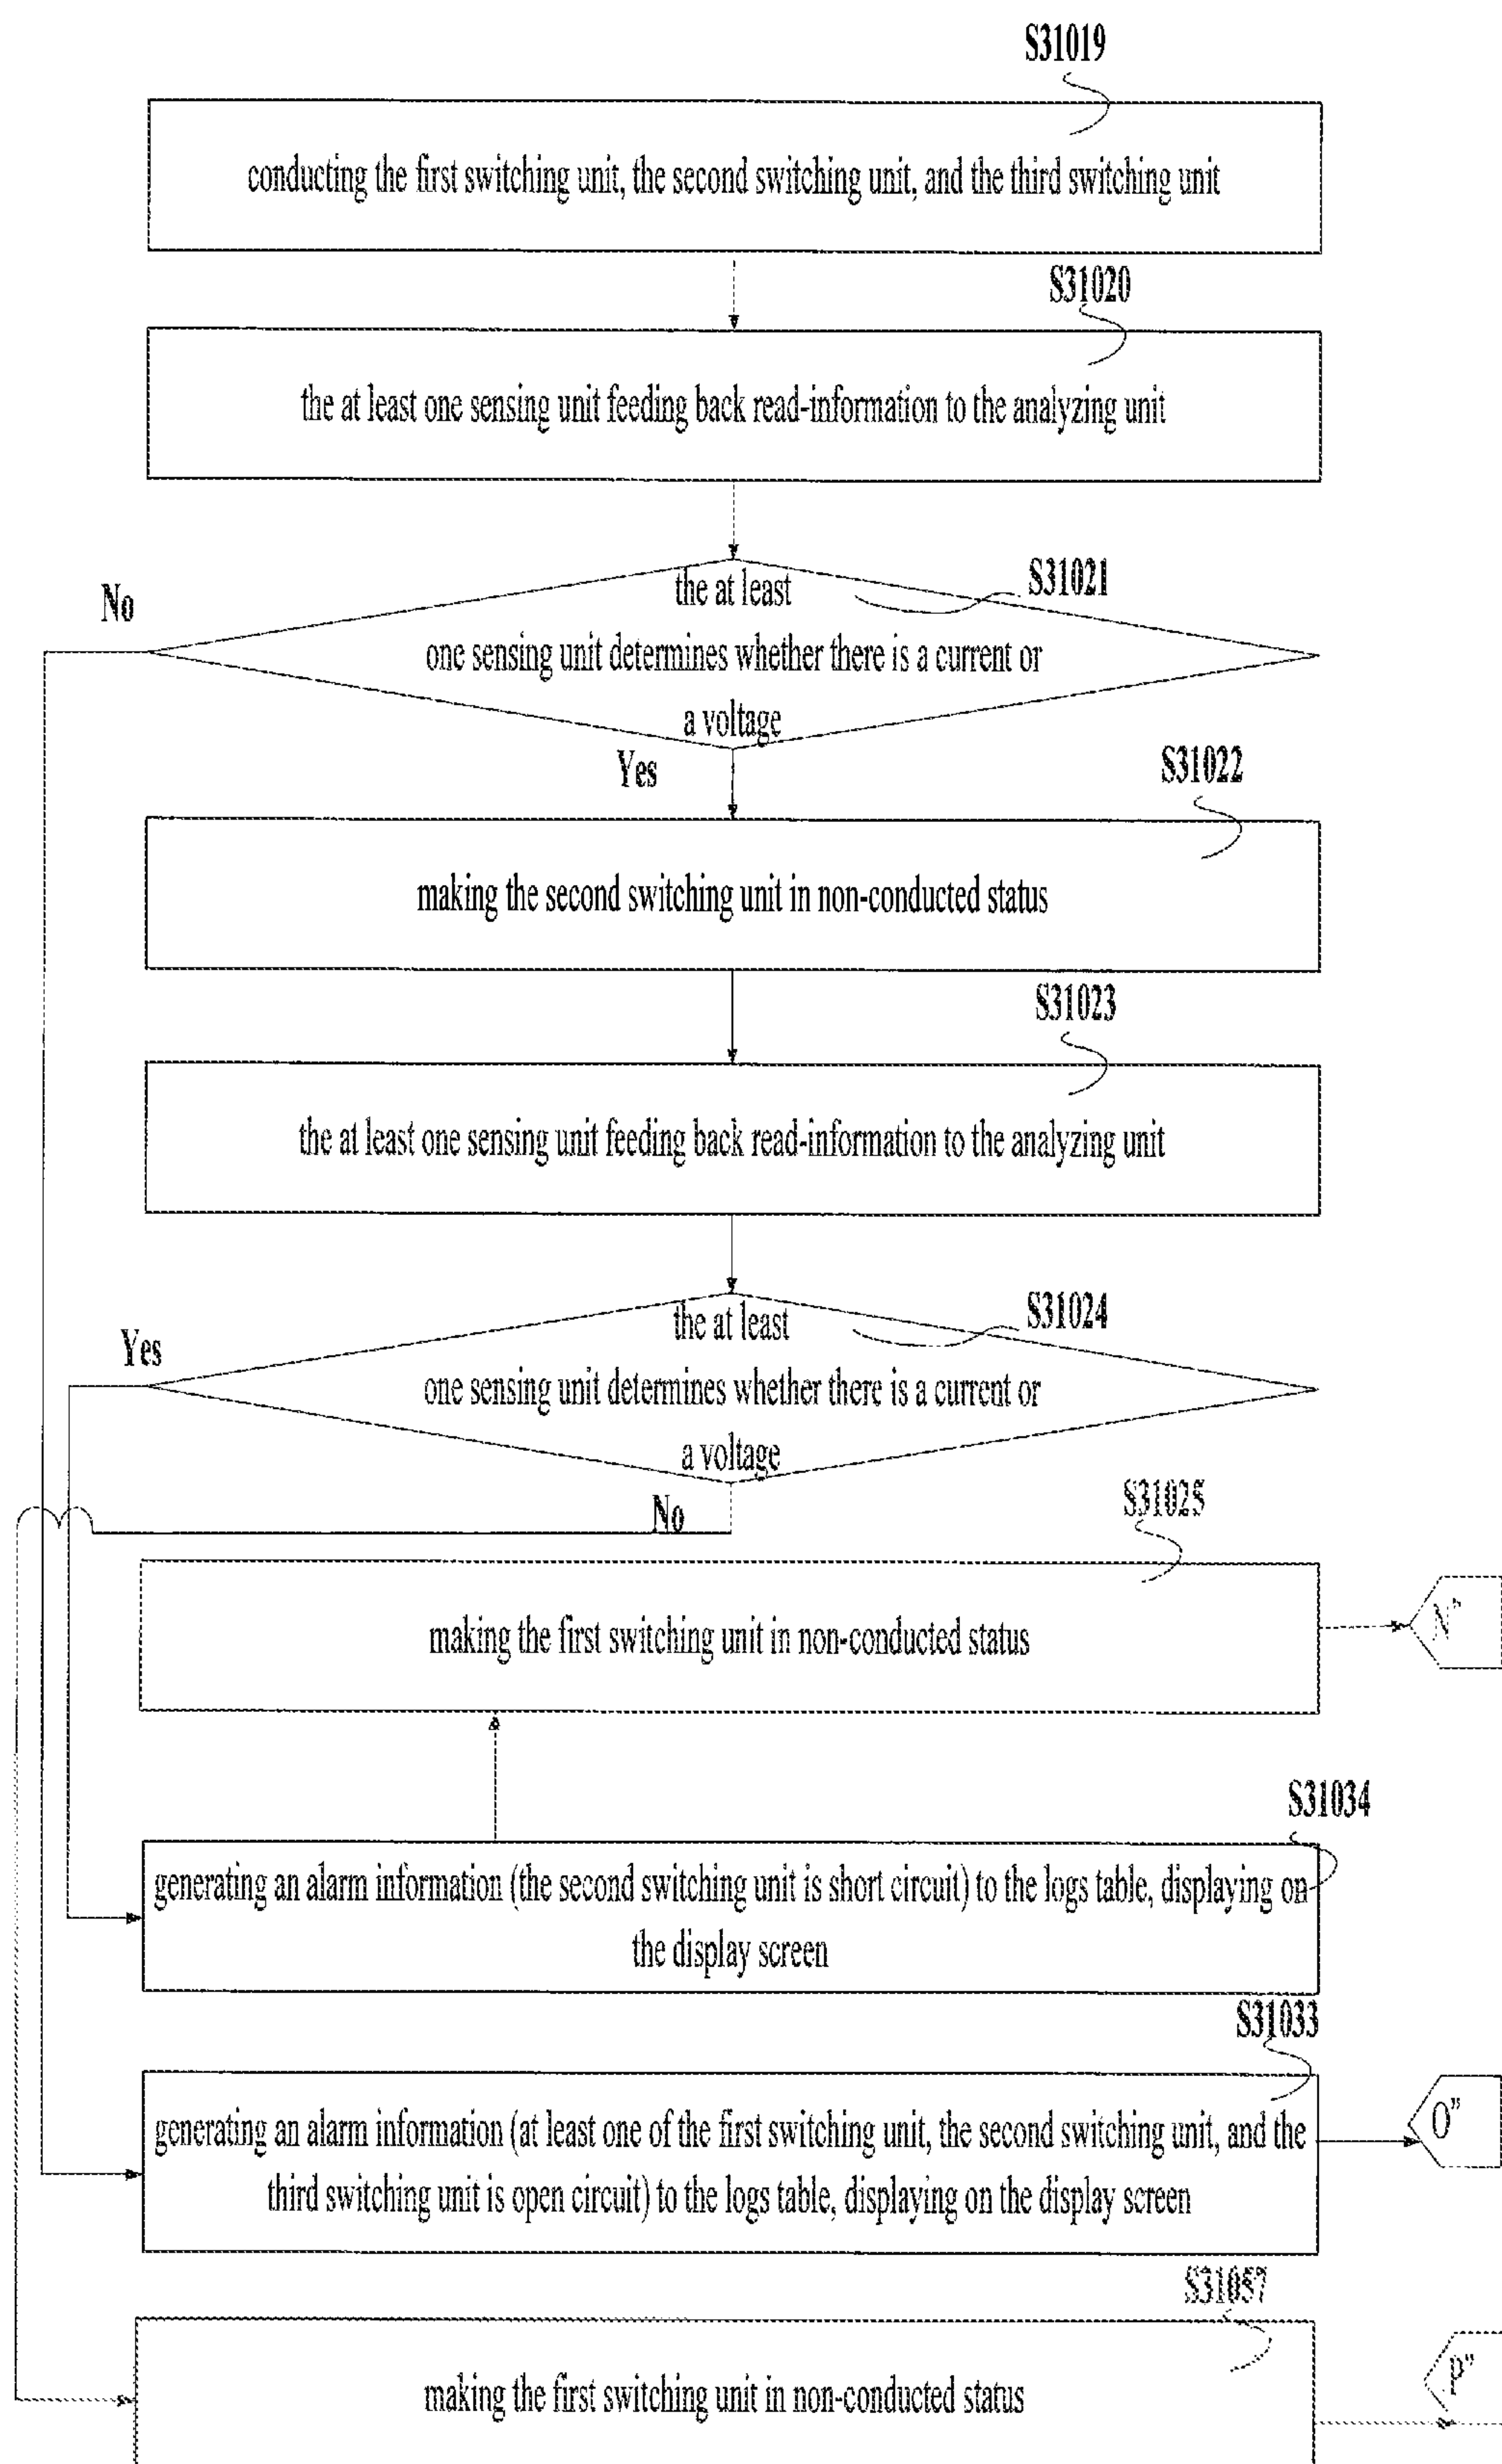 S31019
conducting the first switching unit, the second switching unit, and the third switching unit
S31020
the at least one sensing unit feeding back read-information to the analyzing unit
No
the at least
S31021
one sensing unit determines whether there is a current or
a voltage
Yes
S31022
making the second switching unit in non-conducted status
S31023
the at least one sensing unit feeding back read-information to the analyzing unit
Yes
the at least
S31024
one sensing unit determines whether there is a current or
a voltage
No
S31025
making the first switching unit in non-conducted status
N"
S31034
generating an alarm information (the second switching unit is short circuit) to the logs table, displaying on
the display screen
S31033
generating an alarm information (at least one of the first switching unit, the second switching unit, and the
third switching unit is open circuit) to the logs table, displaying on the display screen
O"
S31057
making the first switching unit in non-conducted status
P"